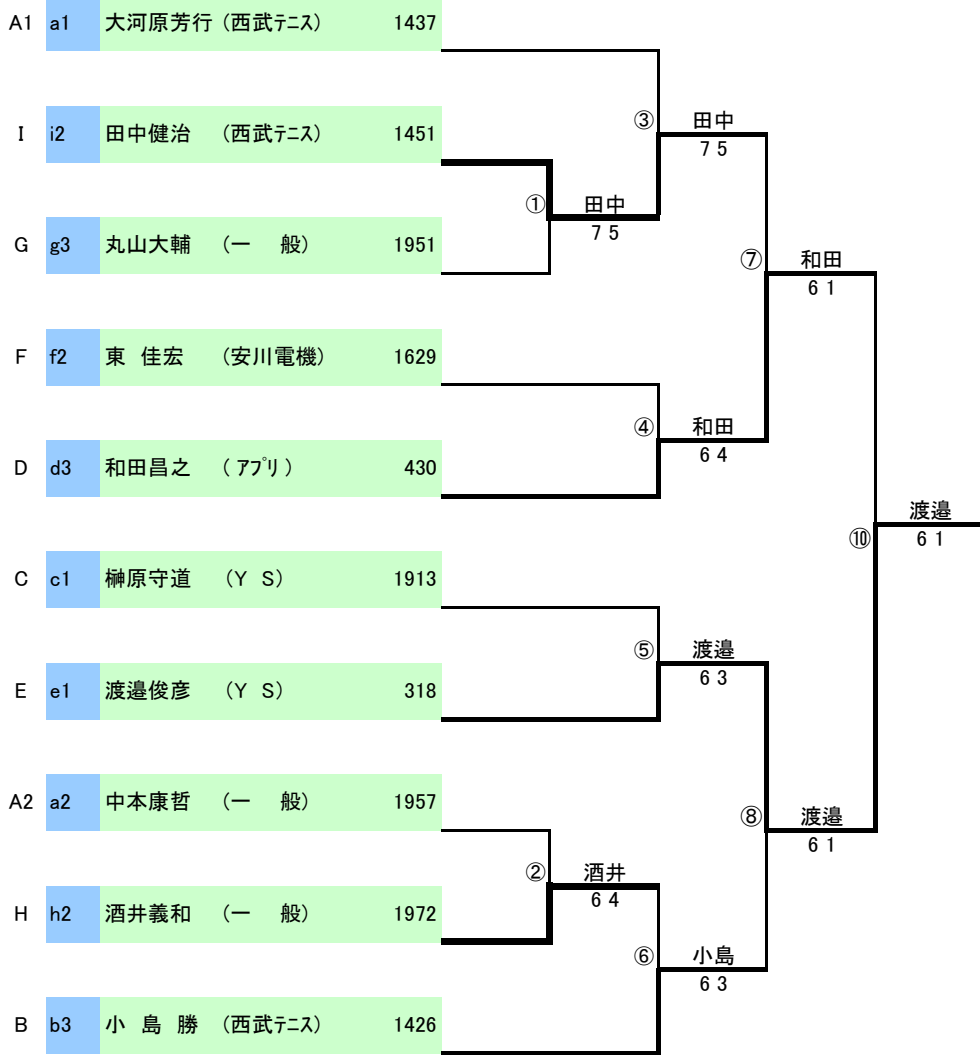 A1 a1 大河原芳行 (西武テニス) 1437
③ 田中
7 5
I i2 田中健治 (西武テニス) 1451
① 田中
7 5
G g3 丸山大輔 (一 般) 1951
⑦ 和田
6 1
F f2 東 佳宏 (安川電機) 1629
④ 和田
6 4
D d3 和田昌之 (アプリ) 430
⑩ 渡邉
6 1
C c1 榊原守道 (Y S) 1913
⑤ 渡邉
6 3
E e1 渡邉俊彦 (Y S) 318
A2 a2 中本康哲 (一 般) 1957
⑧ 渡邉
6 1
② 酒井
6 4
H h2 酒井義和 (一 般) 1972
⑥ 小島
6 3
B b3 小 島 勝 (西武テニス) 1426